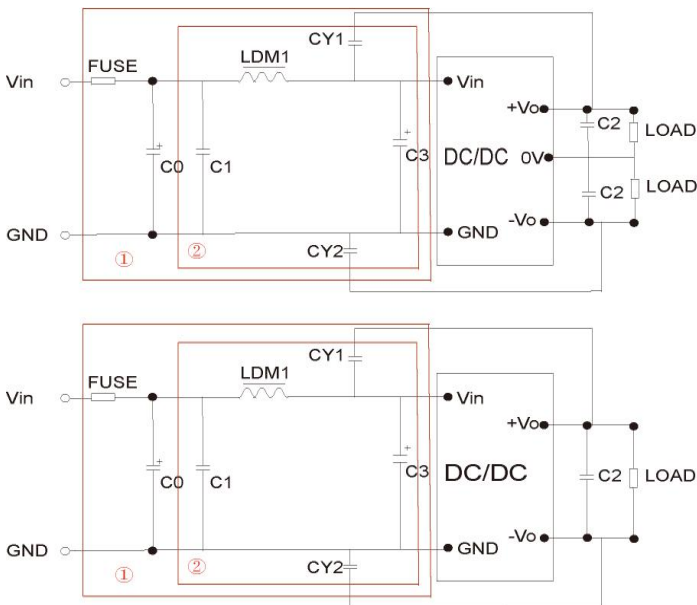 CY1
LDM1
FUSE
Vin
Vin
+Vo
C2
LOAD
C0
C1
C3
DC/DC
0V
C2
LOAD
-Vo
GND
GND
CY2
①
②
CY1
LDM1
FUSE
Vin
Vin
+Vo
C0
C1
C3
DC/DC
C2
LOAD
-Vo
GND
GND
CY2
①
②